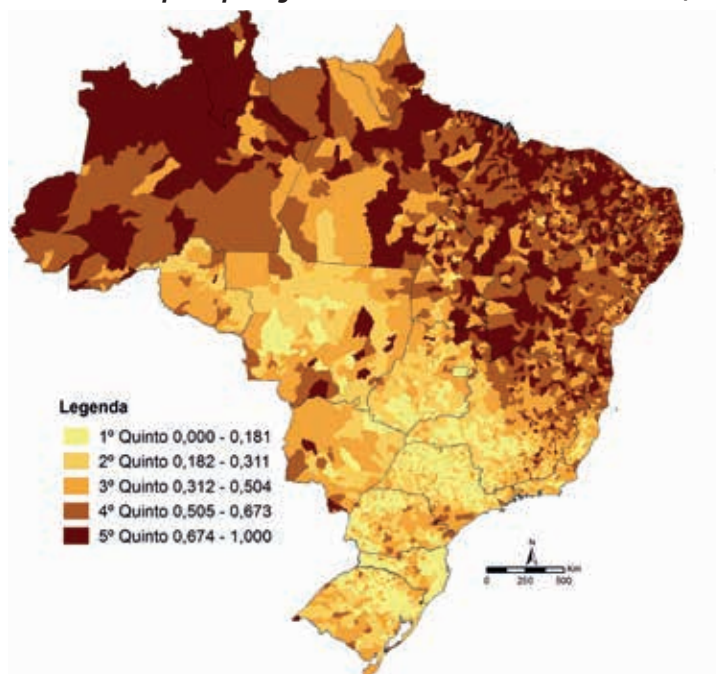 Legenda
1º Quinto 0,000 - 0,181
2º Quinto 0,182 - 0,311
3º Quinto 0,312 - 0,504
4º Quinto 0,505 - 0,673
5º Quinto 0,674 - 1,000
N
Km
0 250 500